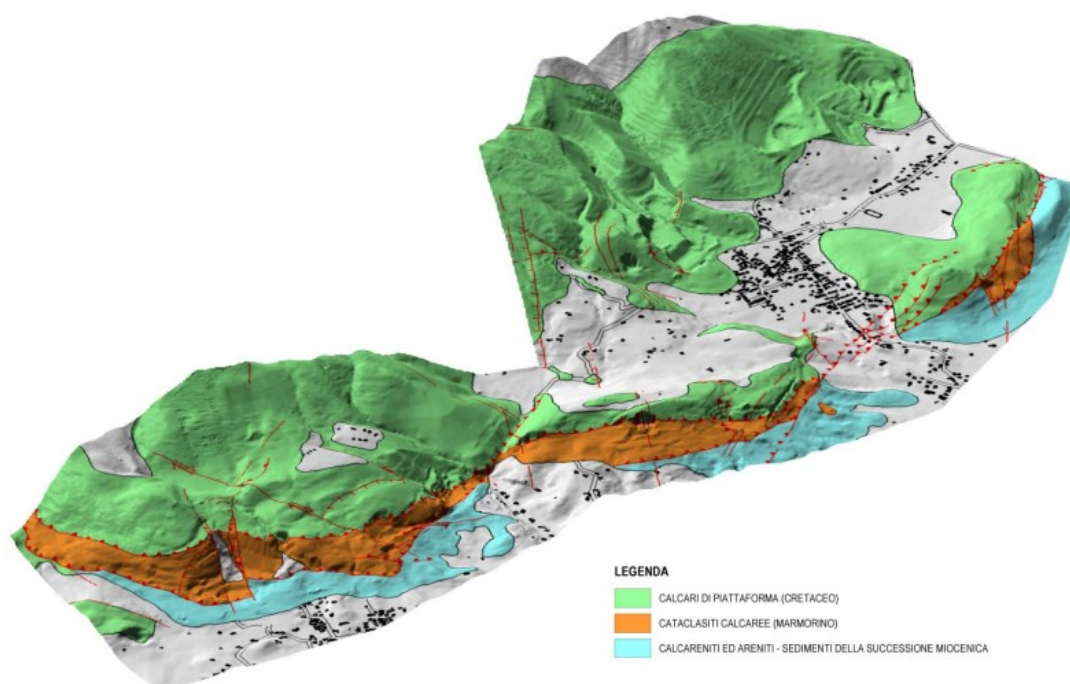 LEGENDA
CALCARI DI PIATTAFORMA (CRETACEO)
CATACLASITI CALCAREE (MARMORINO)
CALCARENITI ED ARENITI - SEDIMENTI DELLA SUCCESSIONE MIOCENICA